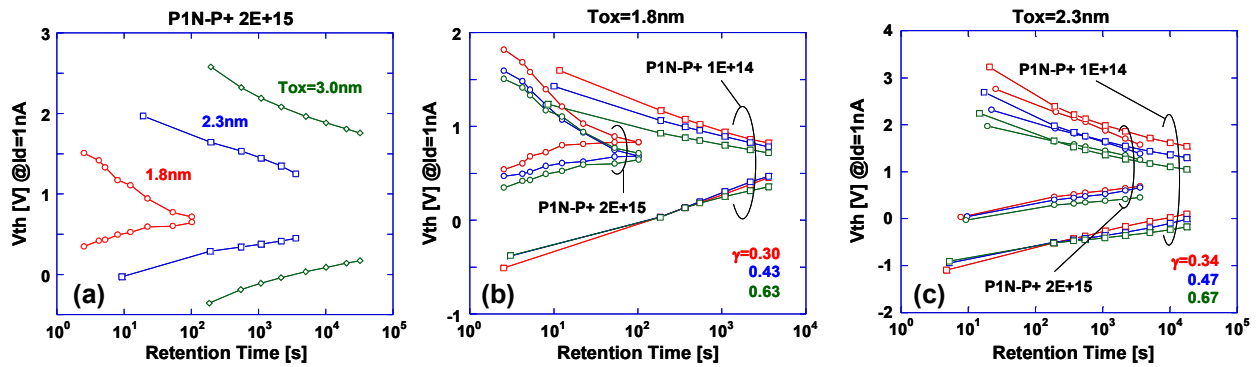 P1N-P+ 2E+15
Vth [V] @Id=1nA
2
1
0
Tox=3.0nm
2.3nm
1.8nm
(a)
10^0 10^1 10^2 10^3 10^4 10^5
Retention Time [s]
Tox=1.8nm
Vth [V] @Id=1nA
2
1
0
-1
P1N-P+ 1E+14
P1N-P+ 2E+15
γ=0.30
0.43
0.63
(b)
10^0 10^1 10^2 10^3 10^4
Retention Time [s]
Tox=2.3nm
Vth [V] @Id=1nA
4
3
2
1
0
-1
-2
P1N-P+ 1E+14
P1N-P+ 2E+15
γ=0.34
0.47
0.67
(c)
10^0 10^1 10^2 10^3 10^4 10^5
Retention Time [s]